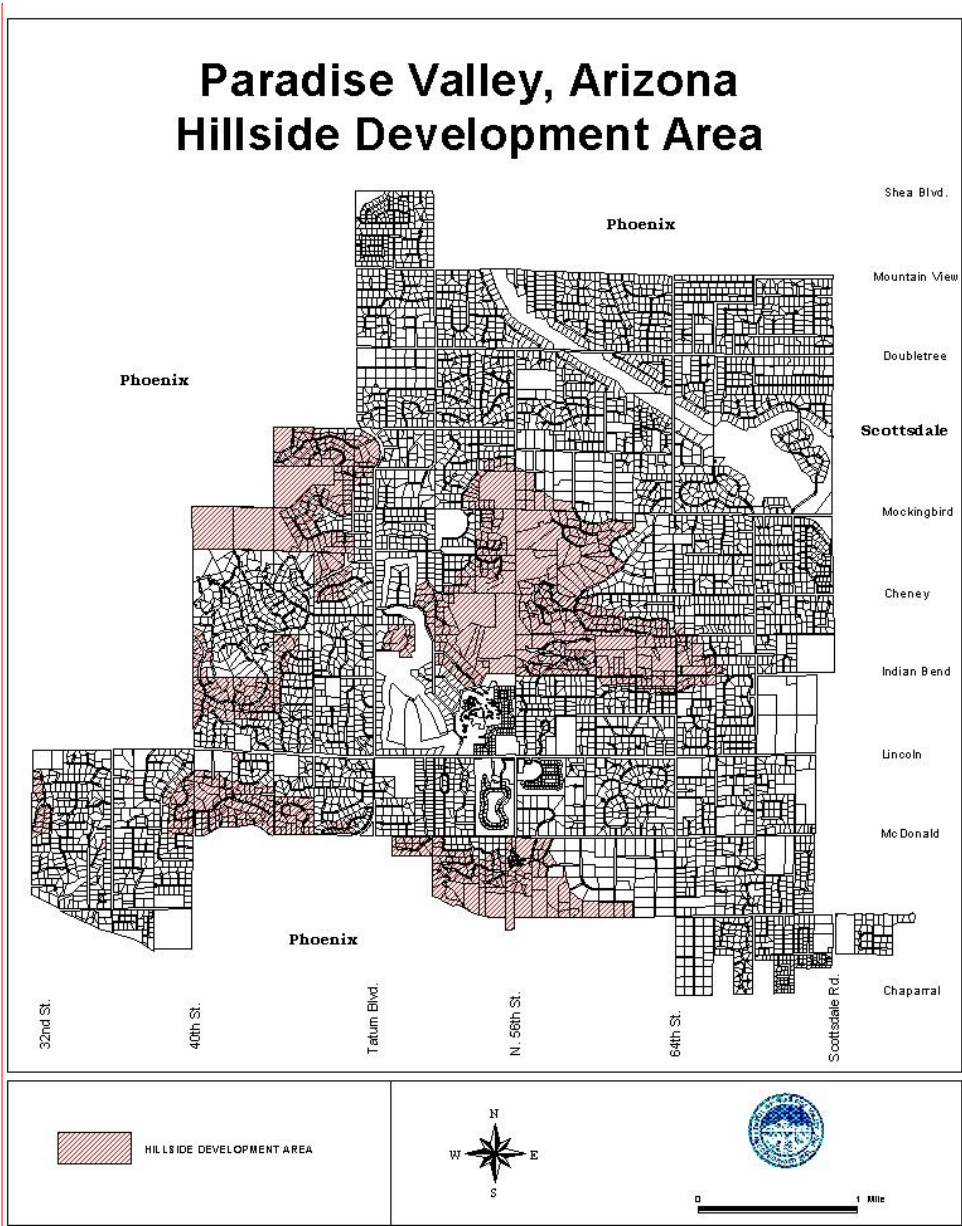 Paradise Valley, Arizona
Hillside Development Area
Shea Blvd.
Phoenix
Mountain View
Doubletree
Phoenix
Scottsdale
Mockingbird
Cheney
Indian Bend
Lincoln
McDonald
Phoenix
Chaparral
32nd St.
40th St.
Tatum Blvd.
N. 56th St.
64th St.
Scottsdale Rd.
HILLSIDE DEVELOPMENT AREA
N
W E
S
0 1 Mile